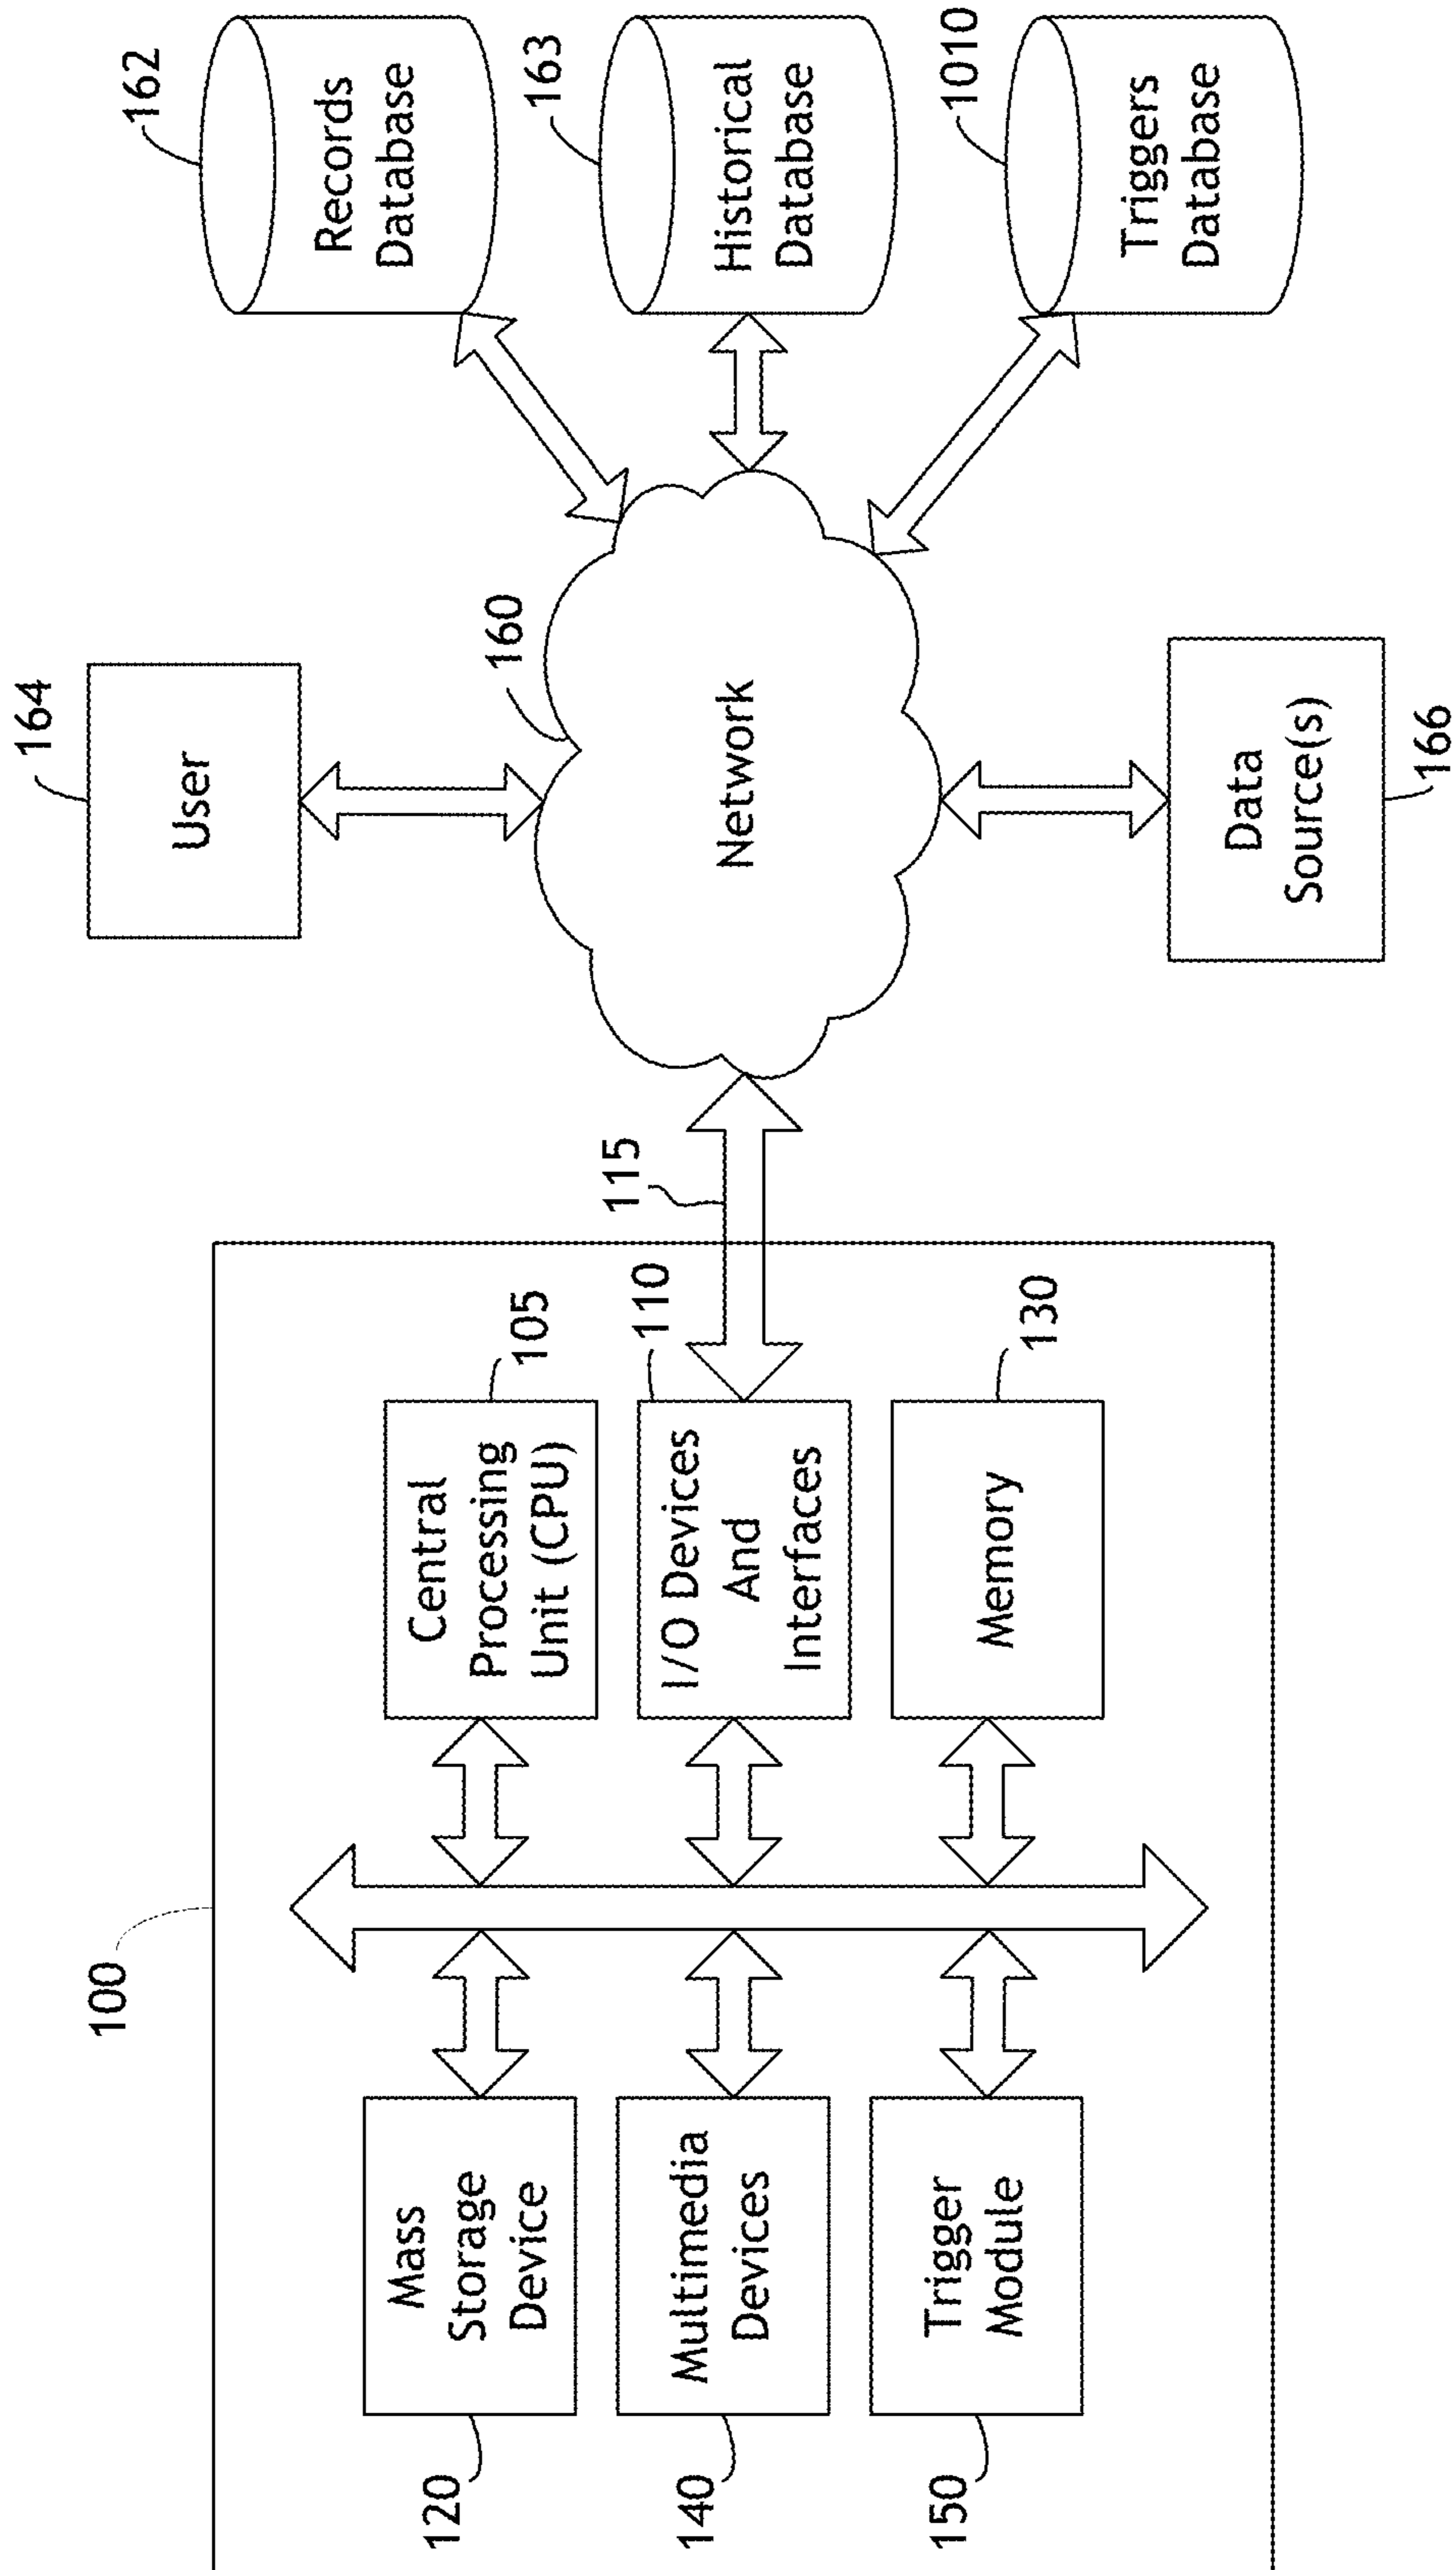 100
120
Mass
Storage
Device
140
Multimedia
Devices
150
Trigger
Module
Central
Processing
Unit (CPU)
105
I/O Devices
And
Interfaces
110
Memory
130
115
164
User
160
Network
Data
Source(s)
166
162
Records
Database
163
Historical
Database
1010
Triggers
Database